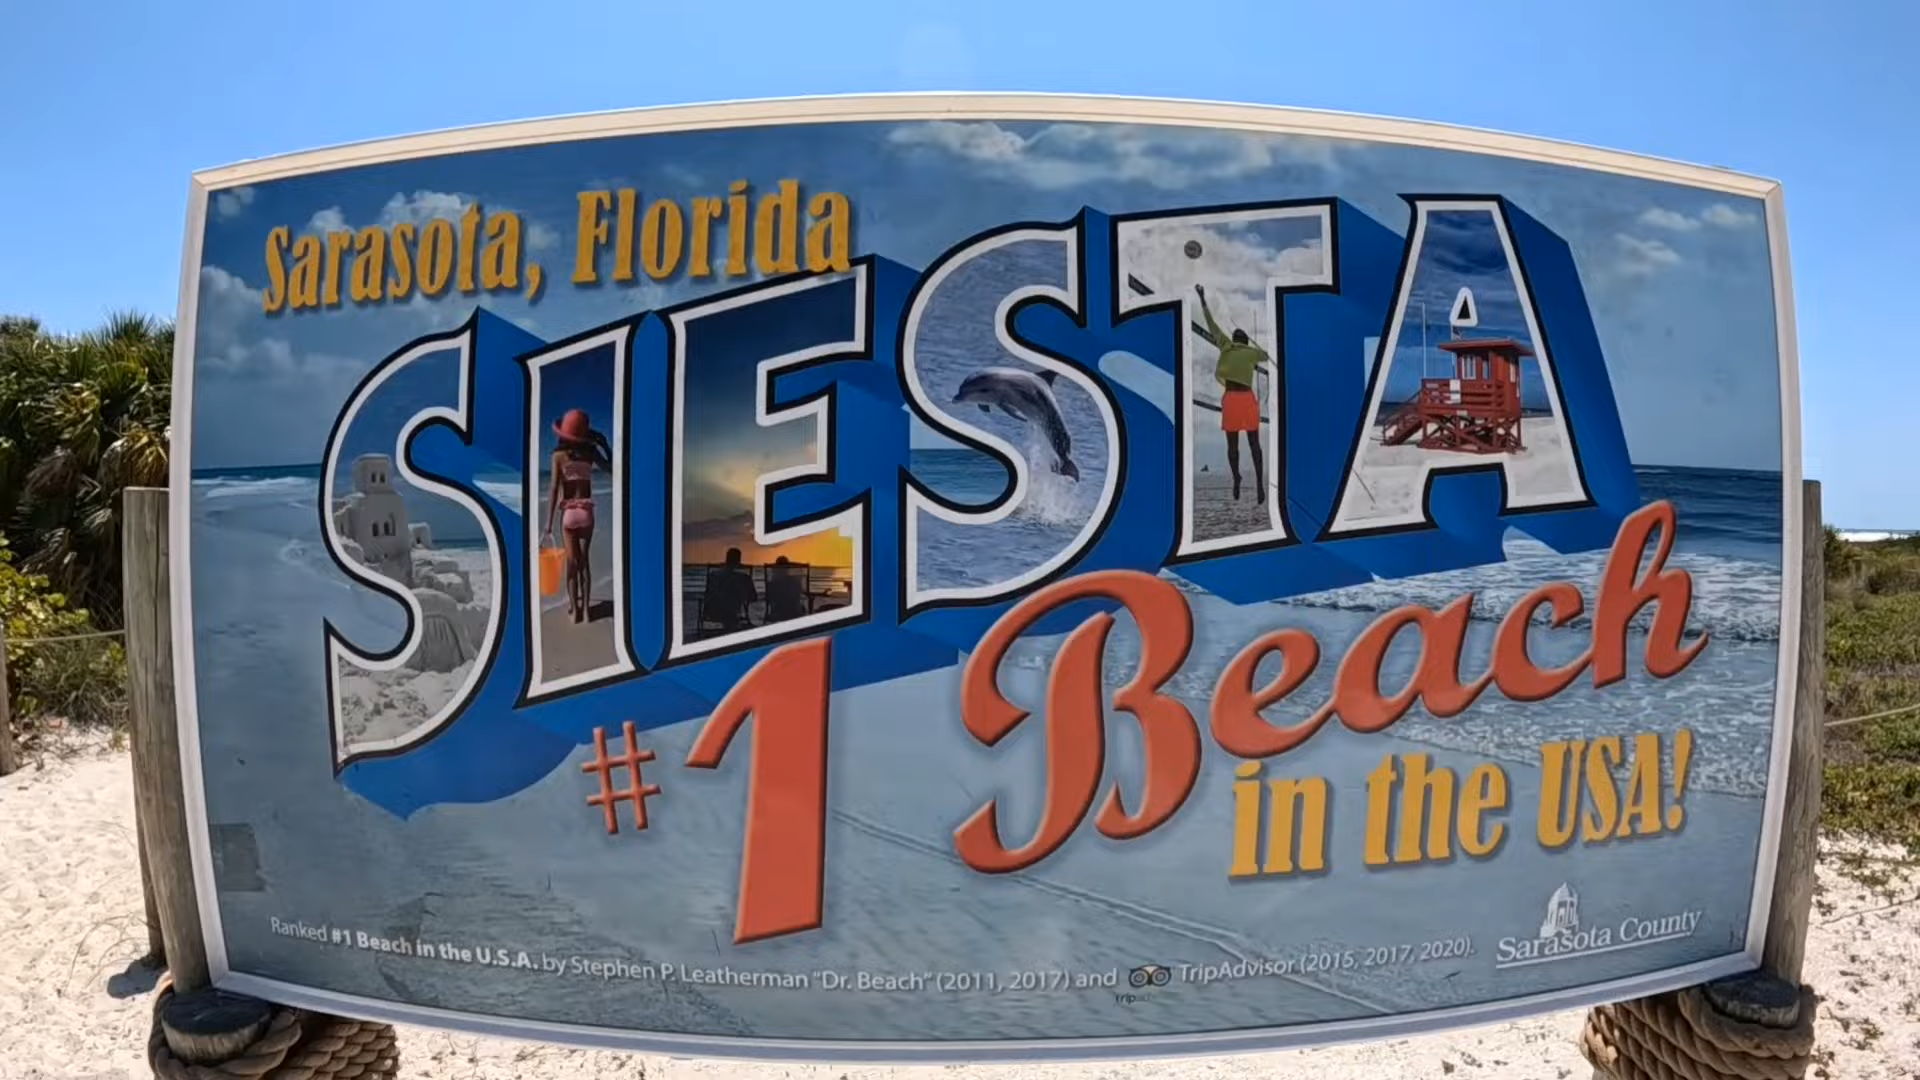 Sarasota, Florida
SIESTA
#1 Beach
in the USA!
Ranked #1 Beach in the U.S.A. by Stephen P. Leatherman "Dr. Beach" (2011, 2017) and TripAdvisor (2015, 2017, 2020).
Sarasota County